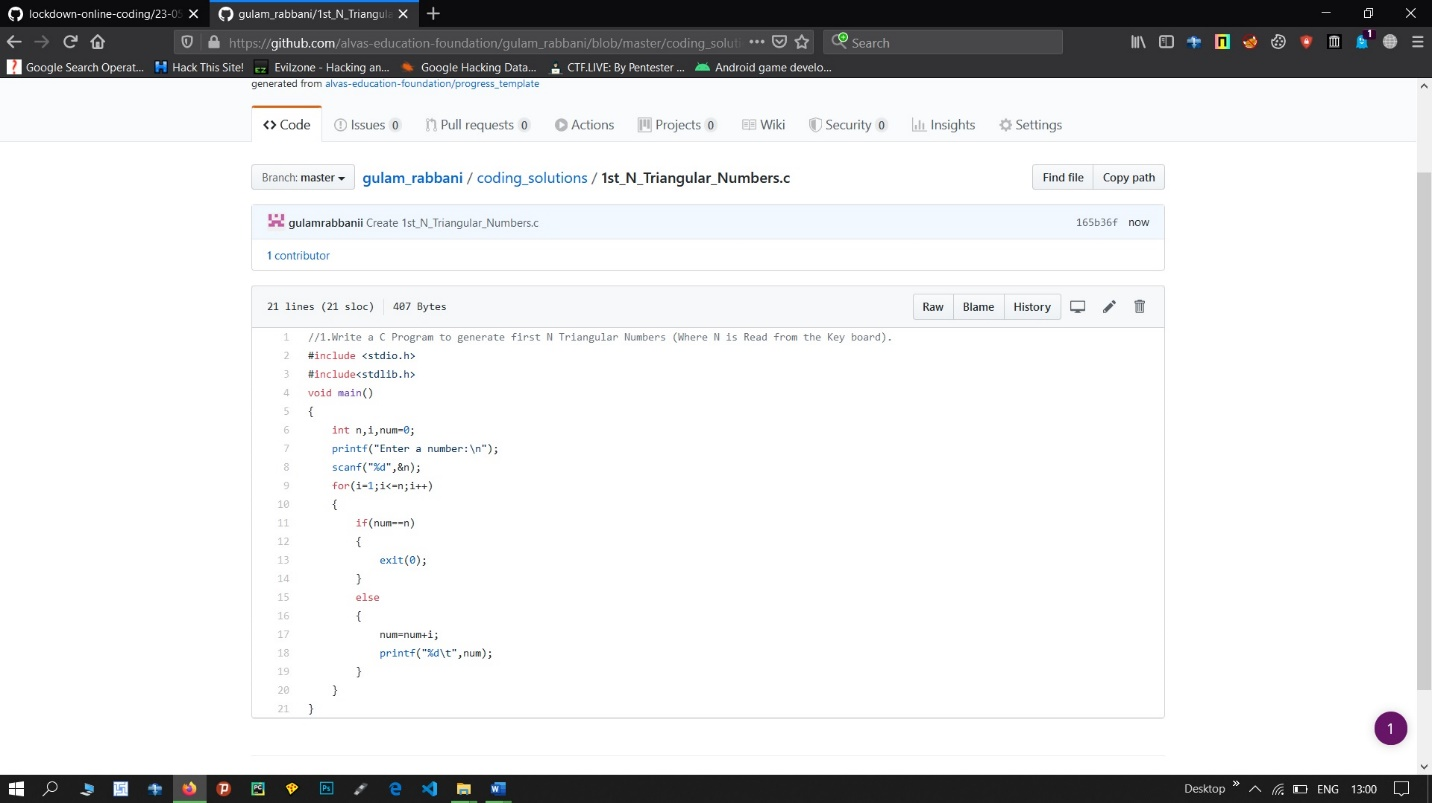 lockdown-online-coding/23-05
gulam_rabbani/1st_N_Triangula
https://github.com/alvas-education-foundation/gulam_rabbani/blob/master/coding_soluti
Search
Google Search Operat...
Hack This Site!
Evilzone - Hacking an...
Google Hacking Data...
CTF.LIVE: By Pentester ...
Android game develo...
generated from alvas-education-foundation/progress_template
<> Code
Issues 0
Pull requests 0
Actions
Projects 0
Wiki
Security 0
Insights
Settings
Branch: master
gulam_rabbani / coding_solutions / 1st_N_Triangular_Numbers.c
Find file
Copy path
gulamrabbanii Create 1st_N_Triangular_Numbers.c
165b36f now
1 contributor
21 lines (21 sloc)
407 Bytes
Raw
Blame
History
1 //1.Write a C Program to generate first N Triangular Numbers (Where N is Read from the Key board).
2 #include <stdio.h>
3 #include<stdlib.h>
4 void main()
5 {
6 int n,i,num=0;
7 printf("Enter a number:\n");
8 scanf("%d",&n);
9 for(i=1;i<=n;i++)
10 {
11 if(num==n)
12 {
13 exit(0);
14 }
15 else
16 {
17 num=num+i;
18 printf("%d\t",num);
19 }
20 }
21 }
1
Desktop
ENG
13:00